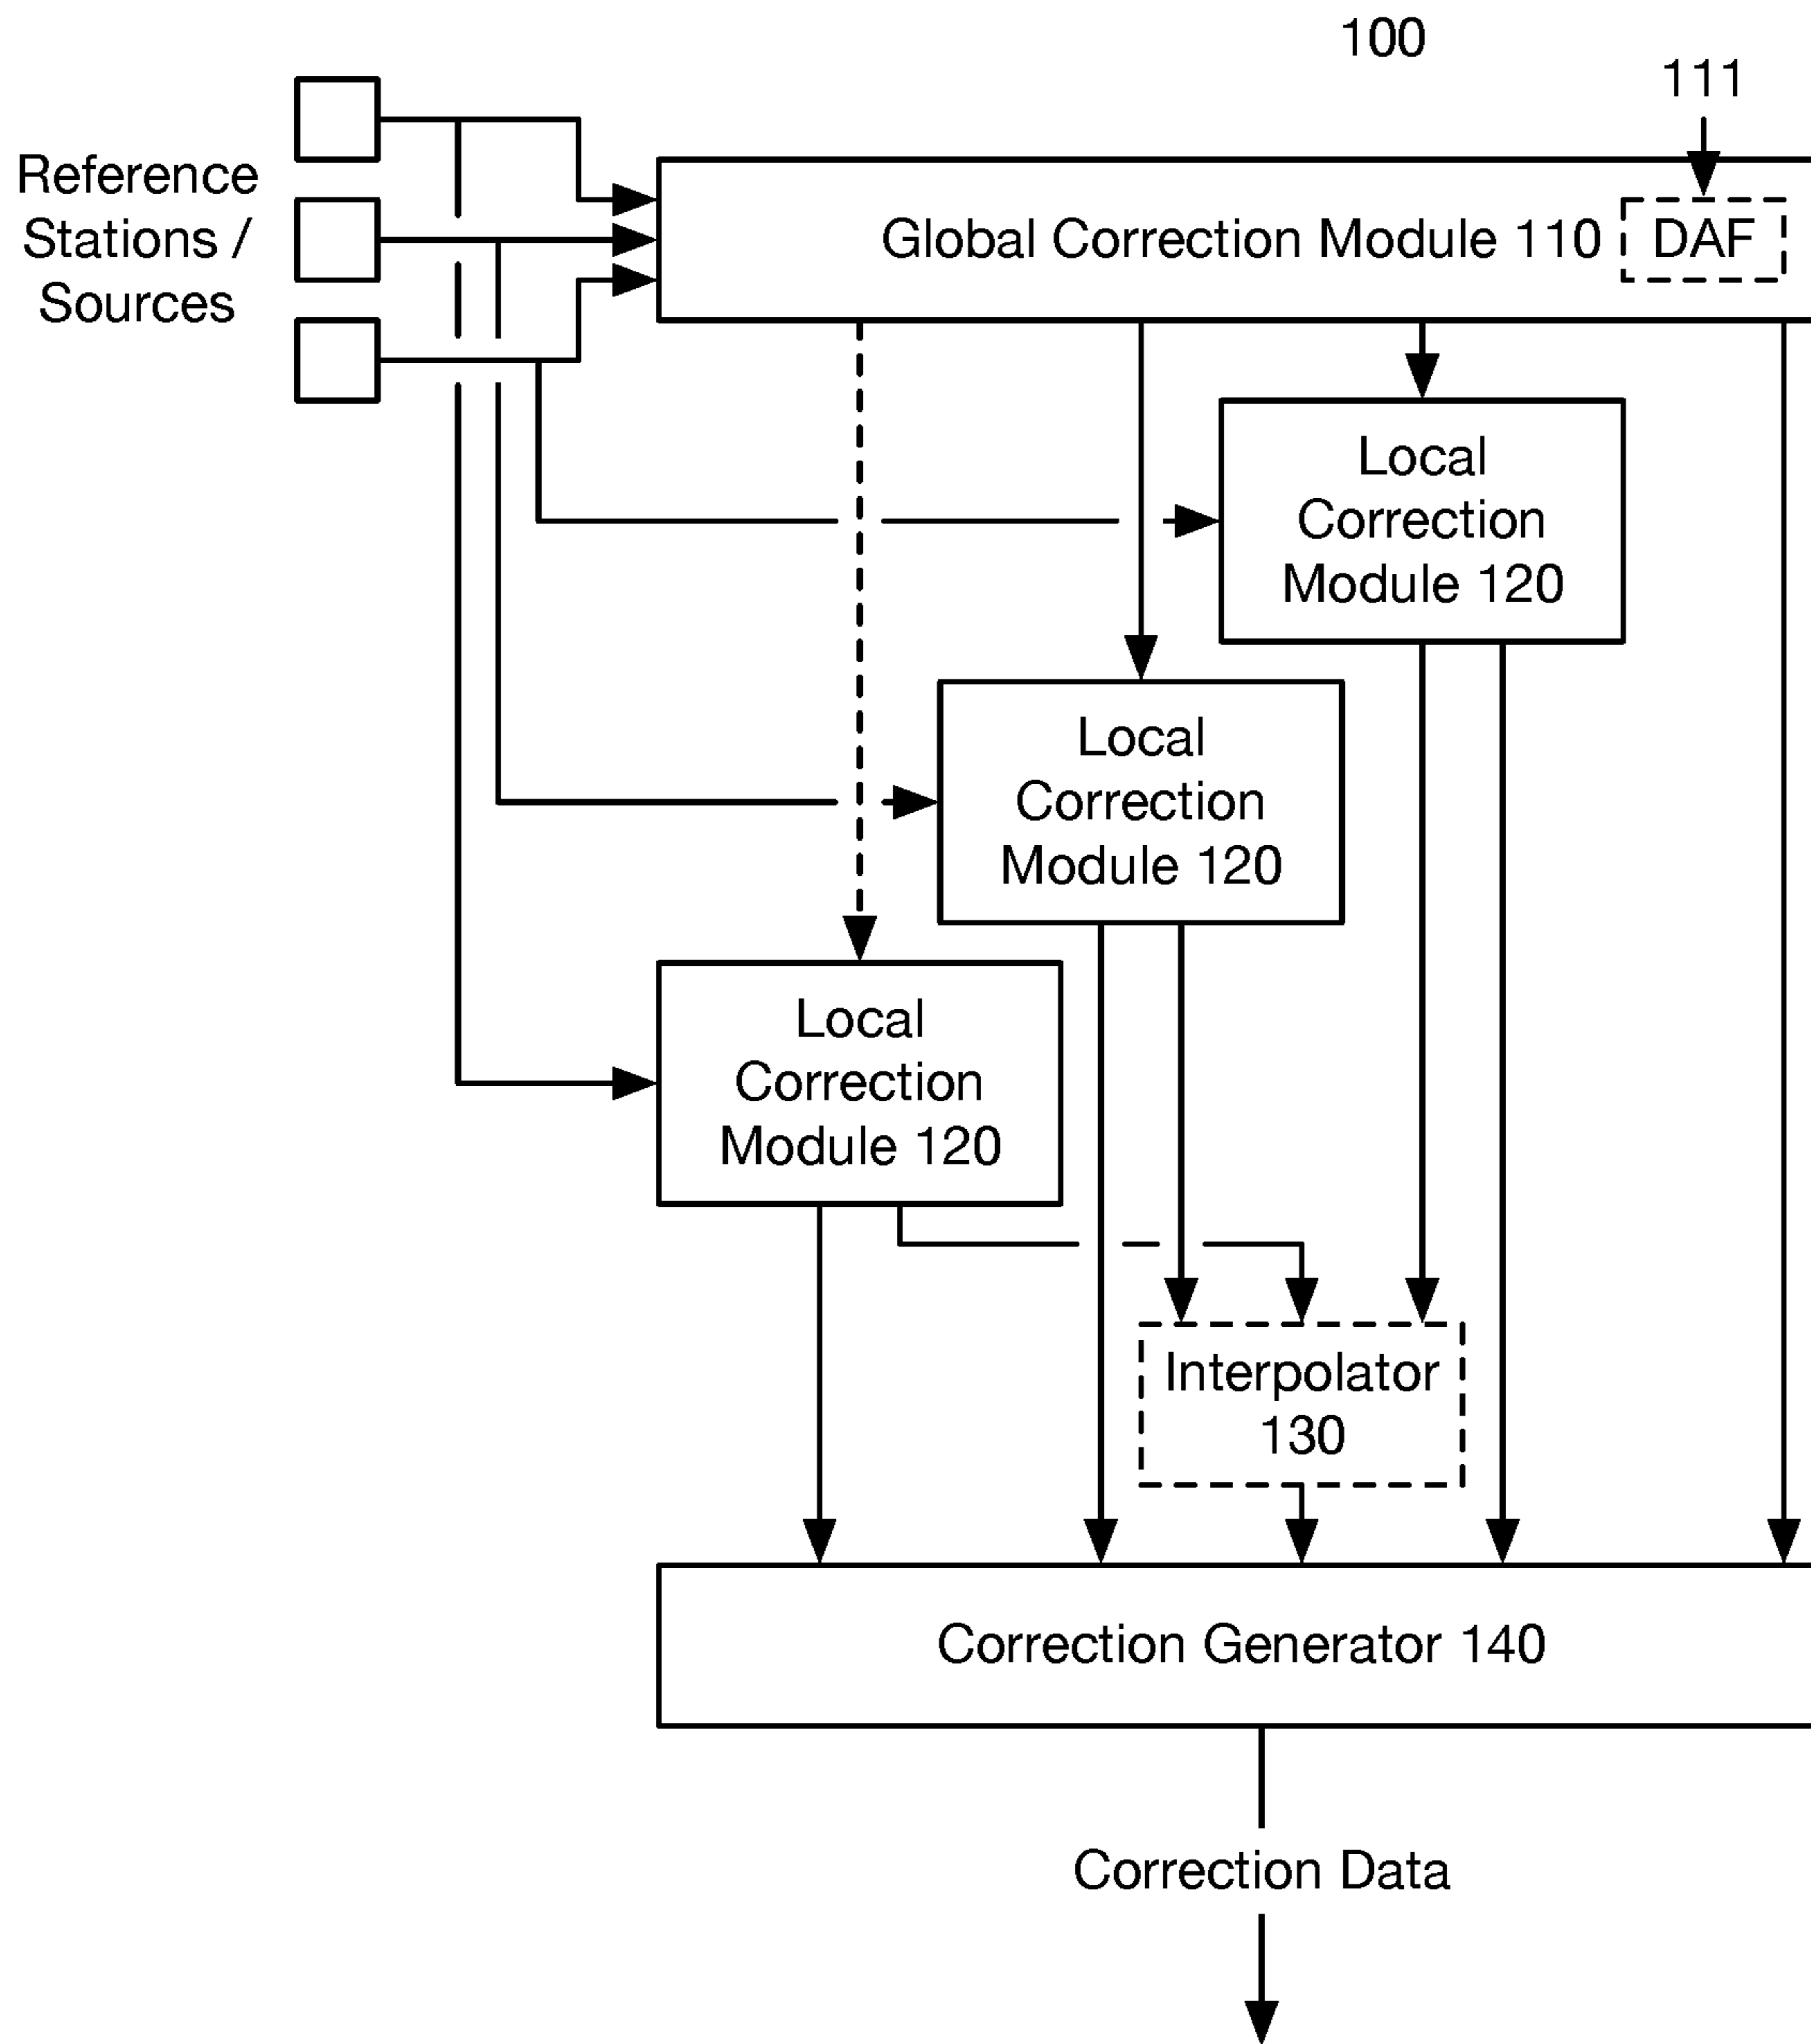 100
111
Reference
Stations /
Sources
Global Correction Module 110
DAF
Local
Correction
Module 120
Local
Correction
Module 120
Local
Correction
Module 120
Interpolator
130
Correction Generator 140
Correction Data